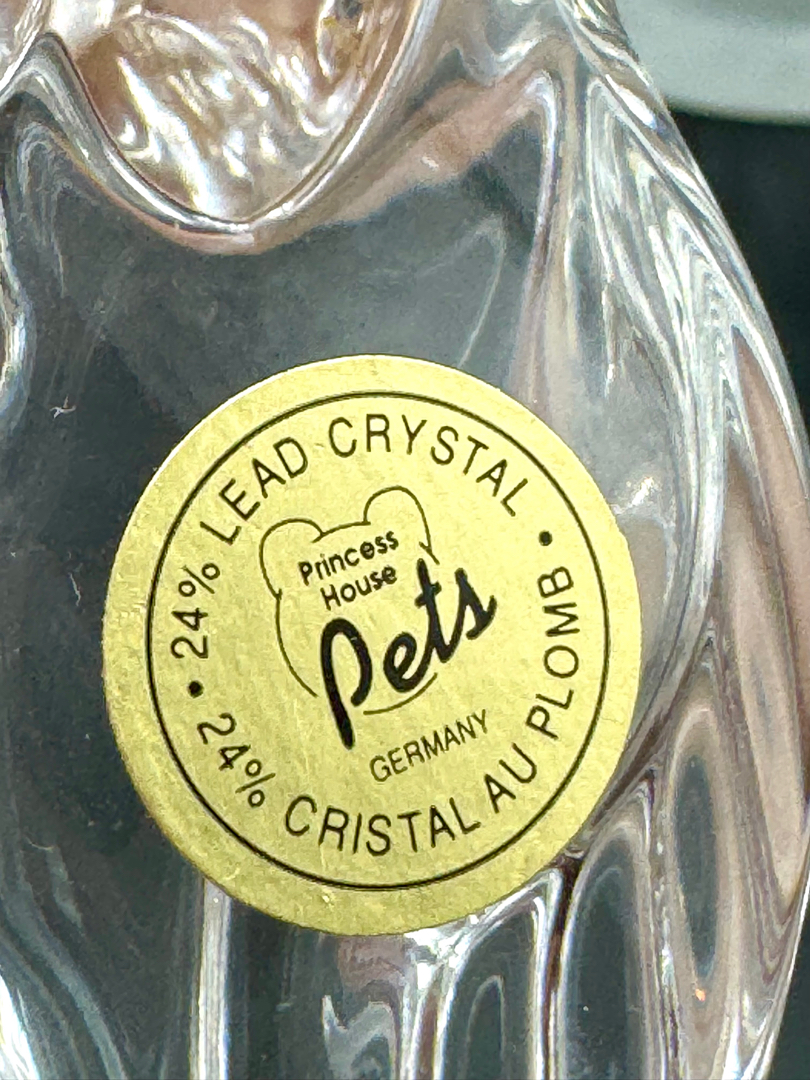 • 24% LEAD CRYSTAL •
Princess
House
Pets
GERMANY
24% CRISTAL AU PLOMB